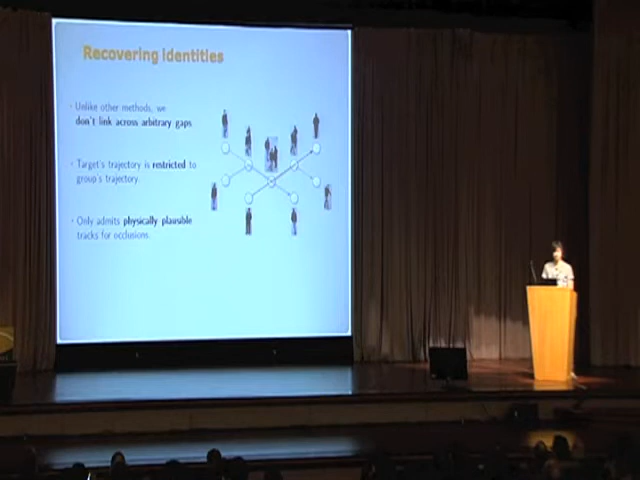 Recovering Identities
· Unlike other methods, we
don't link across arbitrary gaps.
· Target's trajectory is restricted to
group's trajectory.
· Only admits physically plausible
tracks for occlusions.